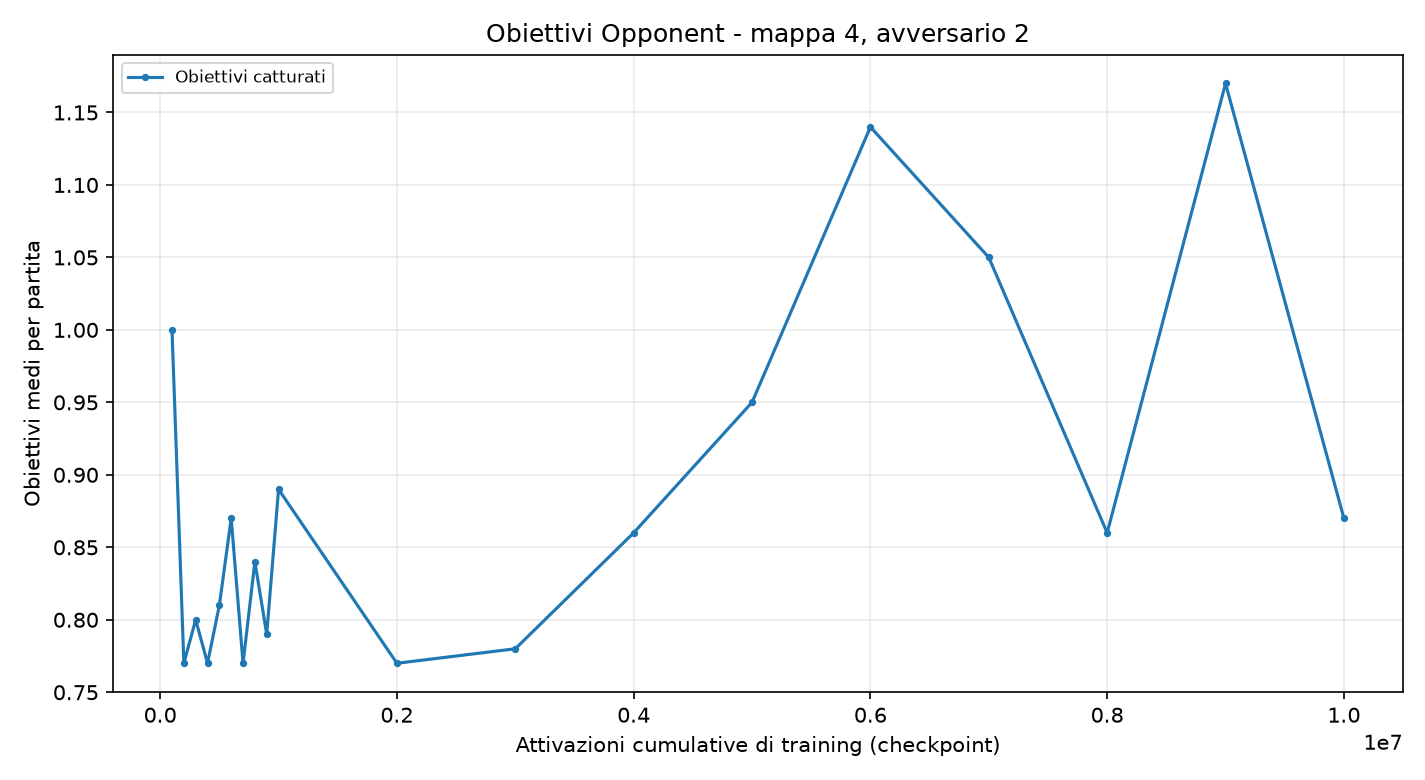 Obiettivi Opponent - mappa 4, avversario 2
Obiettivi catturati
Obiettivi medi per partita
1.15
1.10
1.05
1.00
0.95
0.90
0.85
0.80
0.75
0.0 0.2 0.4 0.6 0.8 1.0
1e7
Attivazioni cumulative di training (checkpoint)